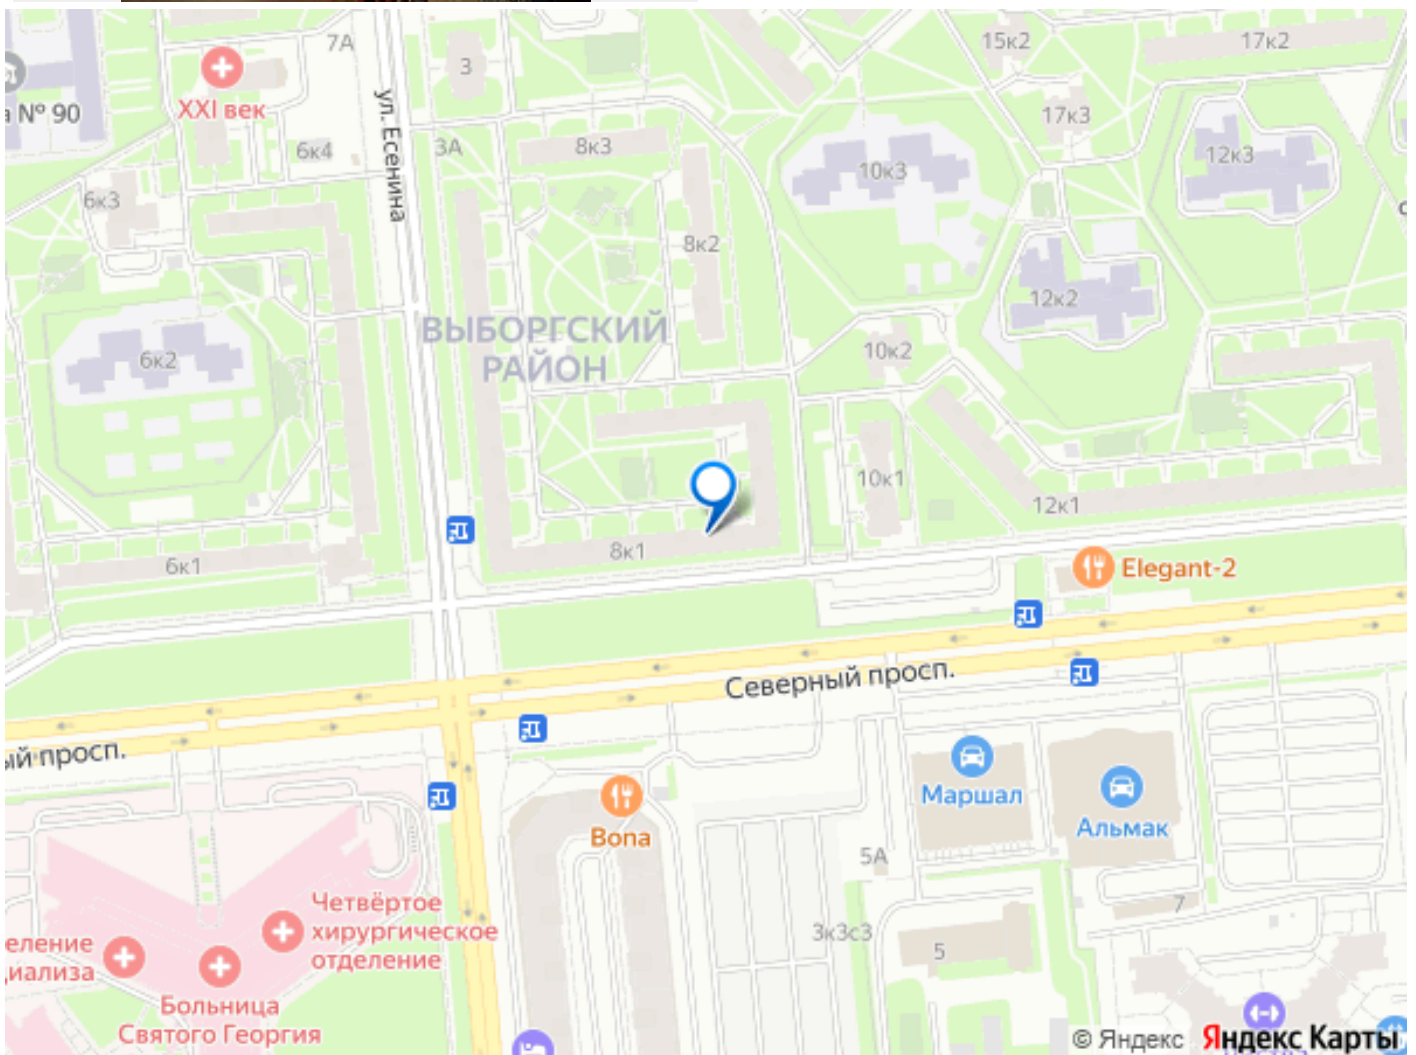 7А
15к2
17к2
3
XXI век
а № 90
ул. Есенина
17к3
6к4
3А
8к3
12к3
10к3
6к3
8к2
12к2
ВЫБОРГСКИЙ
РАЙОН
6к2
10к2
10к1
12к1
8к1
6к1
Elegant-2
Северный просп.
ый просп.
Маршал
Альмак
Bona
5А
Четвёртое
хирургическое
отделение
7
3к3с3
5
еление
иализа
Больница
Святого Георгия
© Яндекс Яндекс Карты